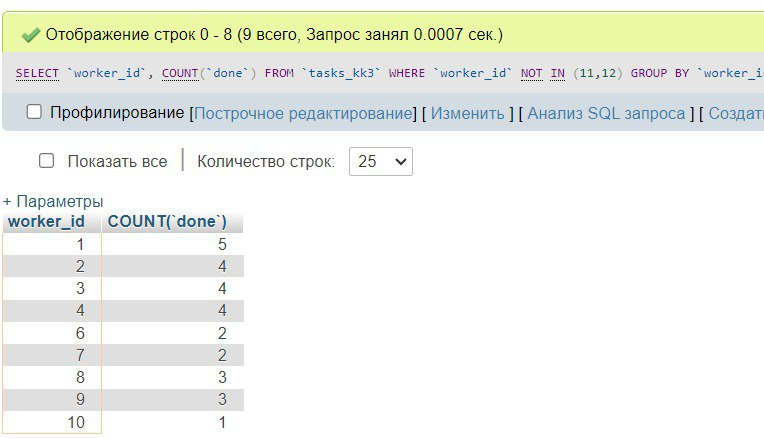 Отображение строк 0 - 8 (9 всего, Запрос занял 0.0007 сек.)
SELECT `worker_id`, COUNT(`done`) FROM `tasks_kk3` WHERE `worker_id` NOT IN (11,12) GROUP BY `worker_i
Профилирование [Построчное редактирование] [ Изменить ] [ Анализ SQL запроса ] [ Создать
Показать все | Количество строк: 25
+ Параметры
worker_id COUNT(`done`)
1 5
2 4
3 4
4 4
6 2
7 2
8 3
9 3
10 1